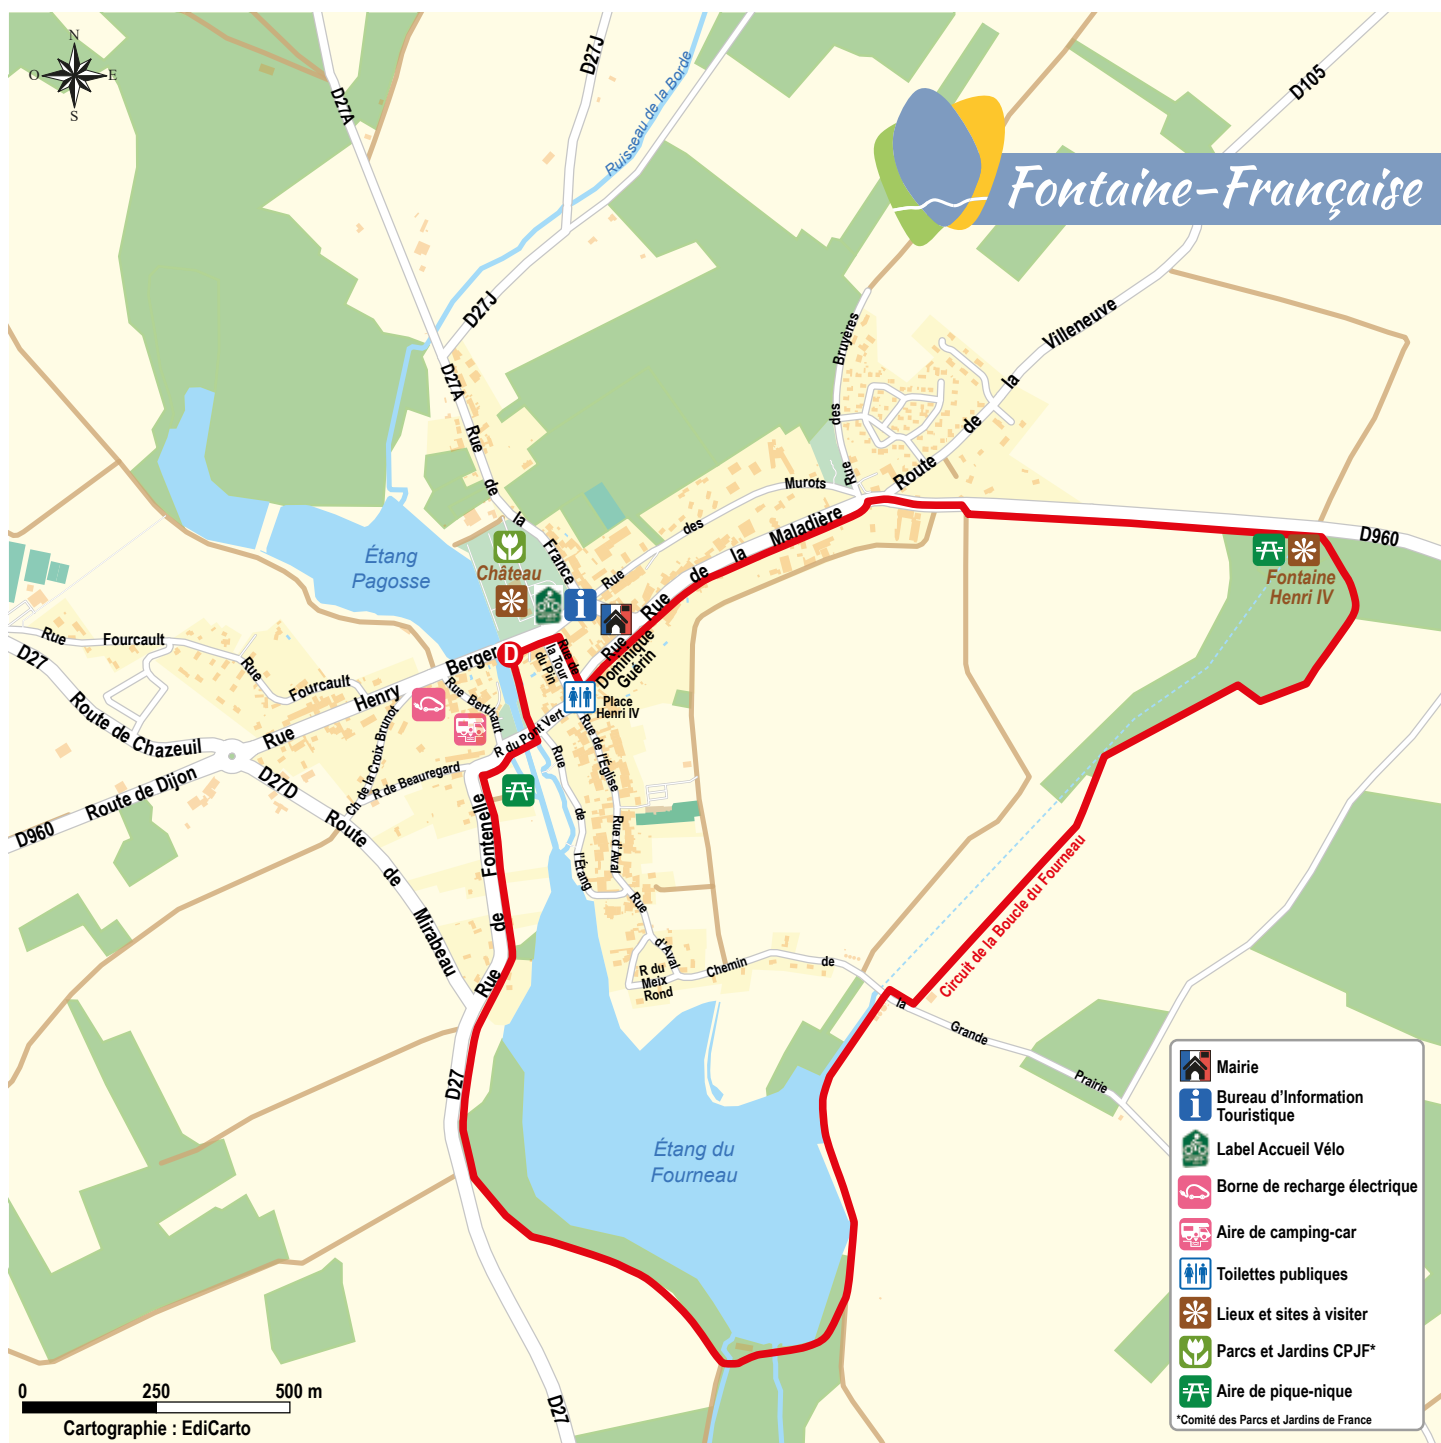 N
O
E
S
D27A
D27J
Ruisseau de la Borde
D105
Fontaine-Française
D27J
D27A
Rue de la France
Rue des Bruyères
Route de la Villeneuve
Rue des Murots
Rue de la Maladière
D960
Étang
Pagosse
Château
Fontaine
Henri IV
Rue Fourcault
Rue Fourcault
D27
Route de Chazeuil
Rue Henry Berger
D
Rue de
la Tour
du Pin
Rue
Dominique
Guérin
Place
Henri IV
Rue Berthaut
R du Pont Vert
Ch de la Croix Brunot
R de Beauregard
D960
Route de Dijon
D27D
Route de Mirabeau
Rue de Fontenelle
Rue de l'Étang
Rue de l'Église
Rue d'Aval
Rue d'Aval
R du
Meix
Rond
Chemin de la Grande Prairie
Circuit de la Boucle du Fourneau
D27
Étang du
Fourneau
D27
Mairie
Bureau d'Information
Touristique
Label Accueil Vélo
Borne de recharge électrique
Aire de camping-car
Toilettes publiques
Lieux et sites à visiter
Parcs et Jardins CPJF*
Aire de pique-nique
*Comité des Parcs et Jardins de France
0 250 500 m
Cartographie : EdiCarto